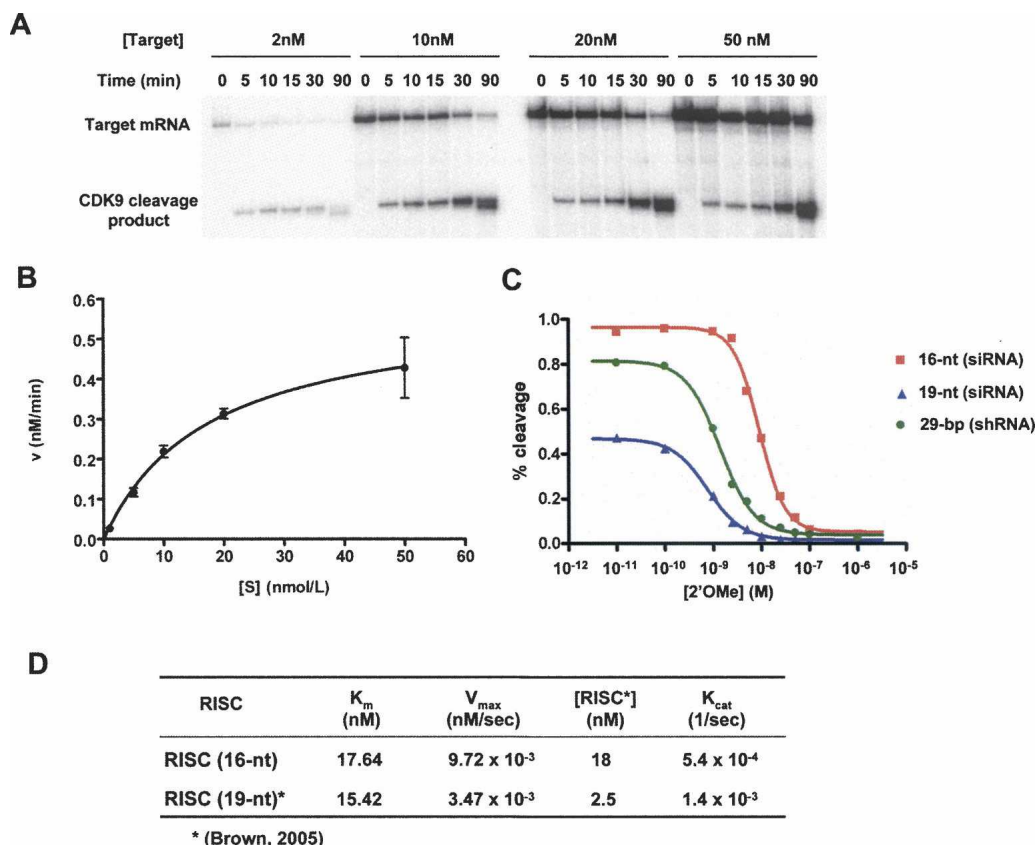 A
[Target] 2nM 10nM 20nM 50 nM
Time (min) 0 5 10 15 30 90 0 5 10 15 30 90 0 5 10 15 30 90 0 5 10 15 30 90
Target mRNA
CDK9 cleavage
product
B
0.6
0.5
0.4
0.3
0.2
0.1
0.0
v (nM/min)
0 10 20 30 40 50 60
[S] (nmol/L)
C
1.0
0.8
0.6
0.4
0.2
0.0
% cleavage
10-12 10-11 10-10 10-9 10-8 10-7 10-6 10-5
[2'OMe] (M)
16-nt (siRNA)
19-nt (siRNA)
29-bp (shRNA)
D
RISC Km (nM) Vmax (nM/sec) [RISC*] (nM) Kcat (1/sec)
RISC (16-nt) 17.64 9.72 x 10-3 18 5.4 x 10-4
RISC (19-nt)* 15.42 3.47 x 10-3 2.5 1.4 x 10-3
* (Brown, 2005)